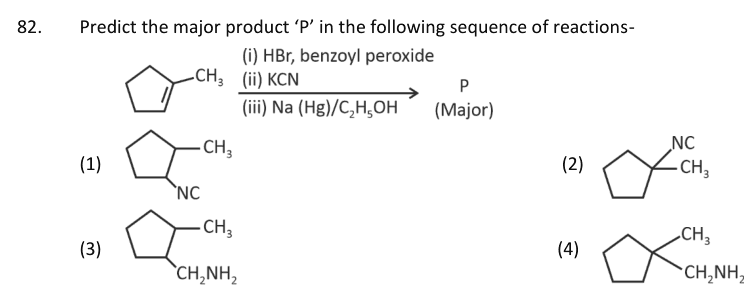 82. Predict the major product ‘P’ in the following sequence of reactions-
(i) HBr, benzoyl peroxide
CH₃ (ii) KCN
(iii) Na (Hg)/C₂H₅OH
P
(Major)
(1) CH₃
NC
(2) NC
CH₃
(3) CH₃
CH₂NH₂
(4) CH₃
CH₂NH₂